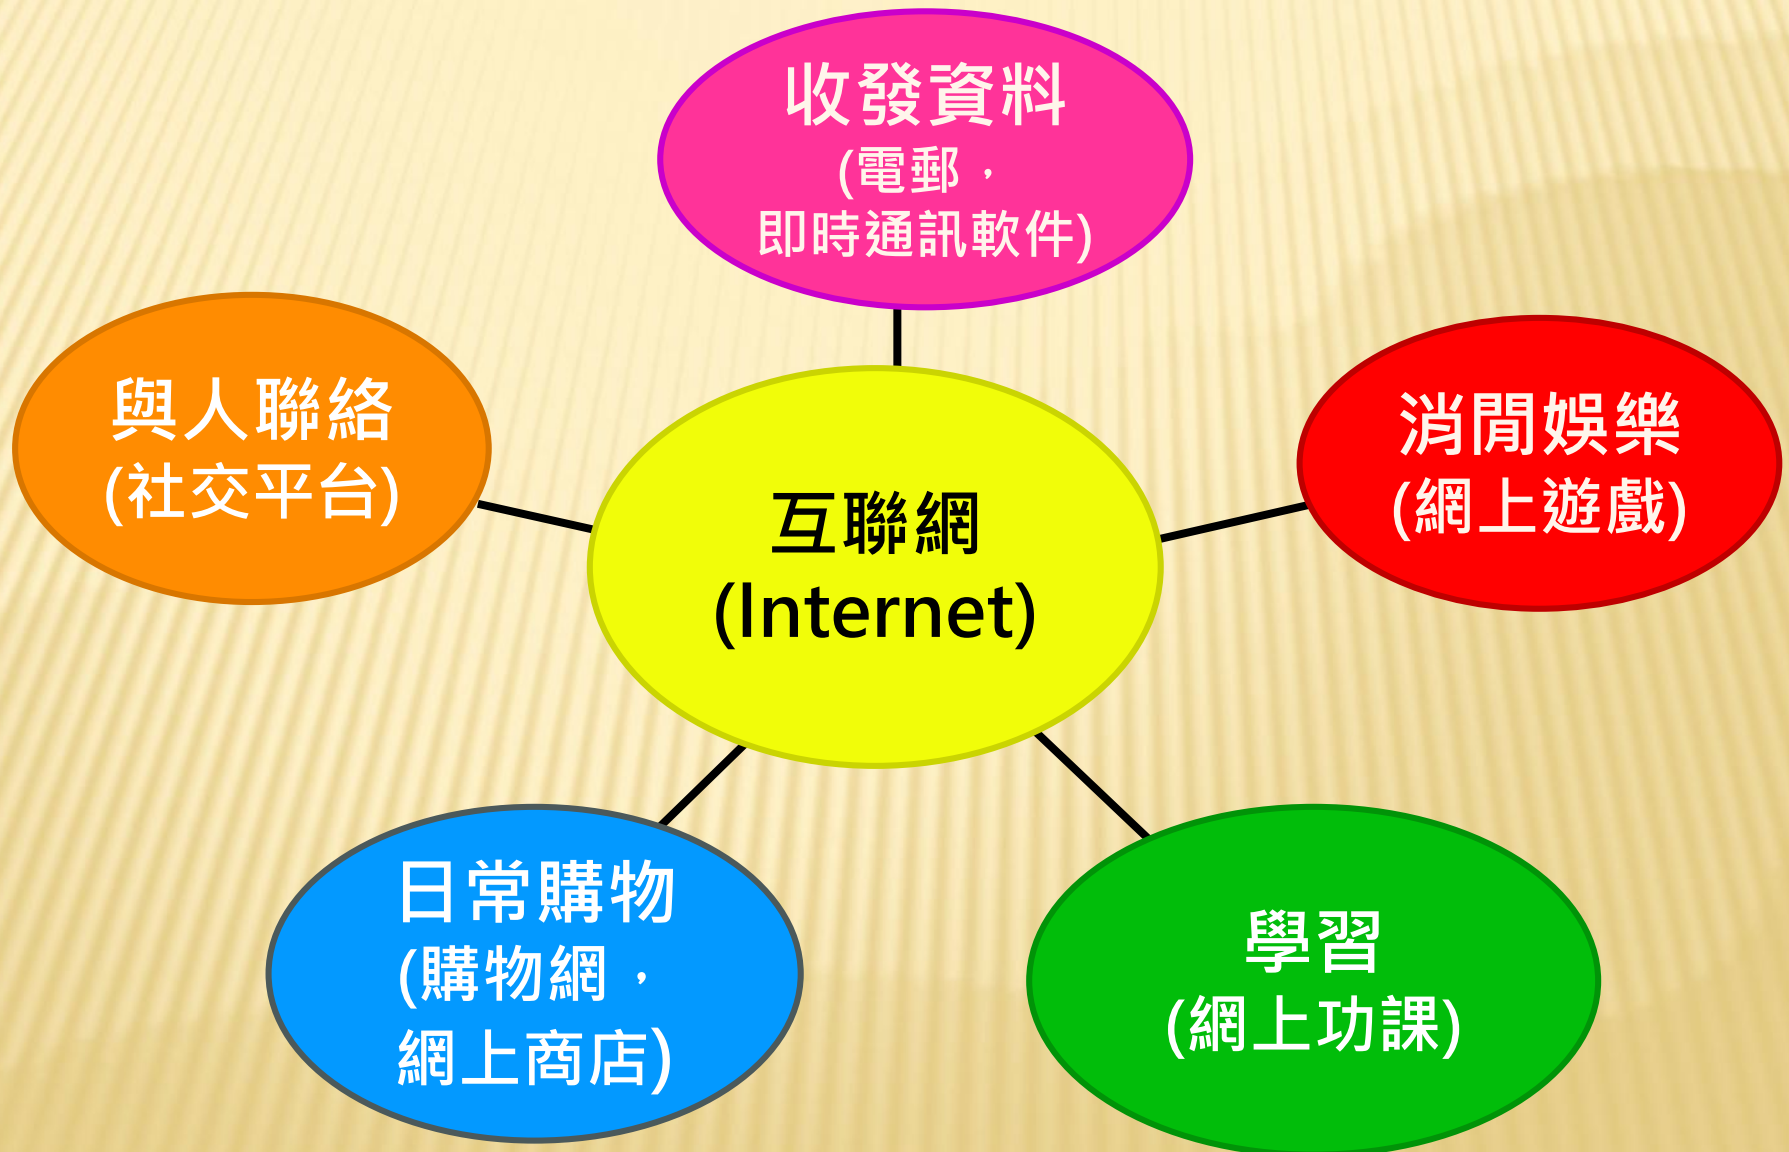 收發資料
(電郵，
即時通訊軟件)
與人聯絡
(社交平台)
消閒娛樂
(網上遊戲)
互聯網
(Internet)
日常購物
(購物網，
網上商店)
學習
(網上功課)